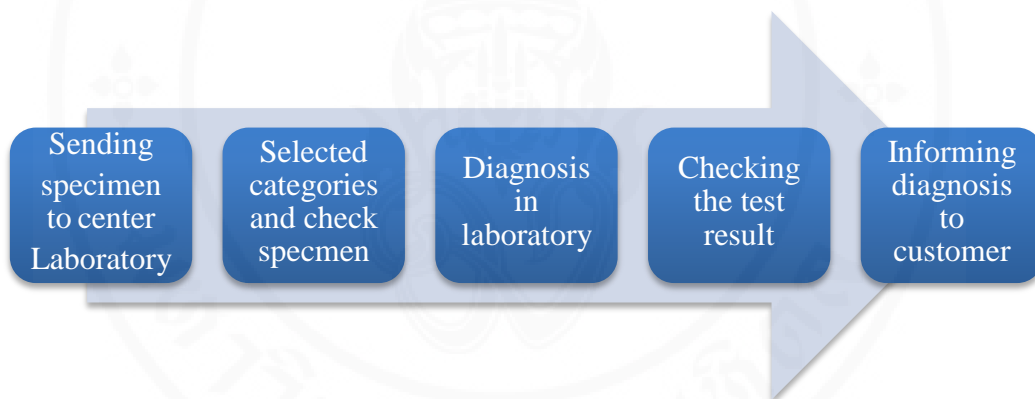 Sending
specimen
to center
Laboratory
Selected
categories
and check
specmen
Diagnosis
in
laboratory
Checking
the test
result
Informing
diagnosis
to
customer